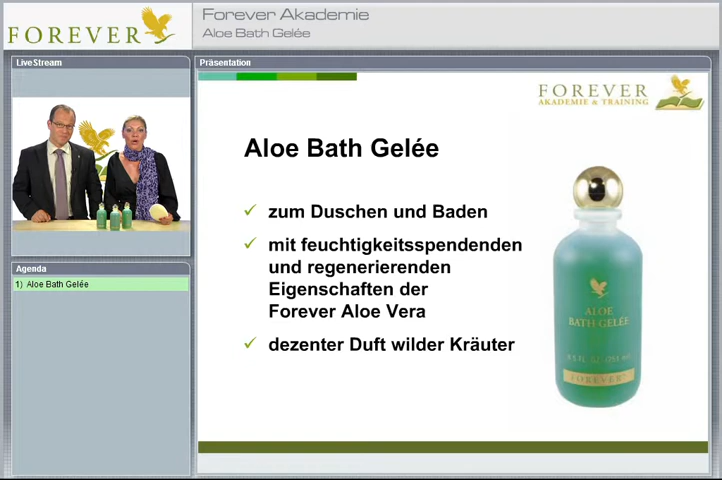 FOREVER
Forever Akademie
Aloe Bath Gelée
LiveStream
Agenda
1) Aloe Bath Gelée
Präsentation
FOREVER
AKADEMIE & TRAINING
Aloe Bath Gelée
zum Duschen und Baden
mit feuchtigkeitsspendenden
und regenerierenden
Eigenschaften der
Forever Aloe Vera
dezenter Duft wilder Kräuter
ALOE
BATH GELÉE
FOREVER